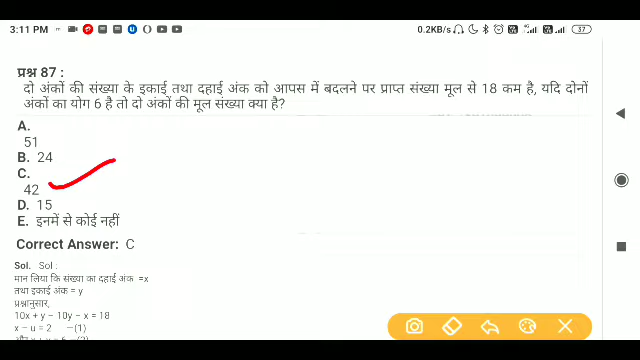 3:11 PM
0.2KB/s
37
प्रश्न 87 :
दो अंकों की संख्या के इकाई तथा दहाई अंक को आपस में बदलने पर प्राप्त संख्या मूल से 18 कम है, यदि दोनों
अंकों का योग 6 है तो दो अंकों की मूल संख्या क्या है?
A.
51
B. 24
C.
42
D. 15
E. इनमें से कोई नहीं
Correct Answer: C
Sol. Sol :
मान लिया कि संख्या का दहाई अंक =x
तथा इकाई अंक = y
प्रश्नानुसार,
10x + y – 10y – x = 18
x – u = 2 —(1)